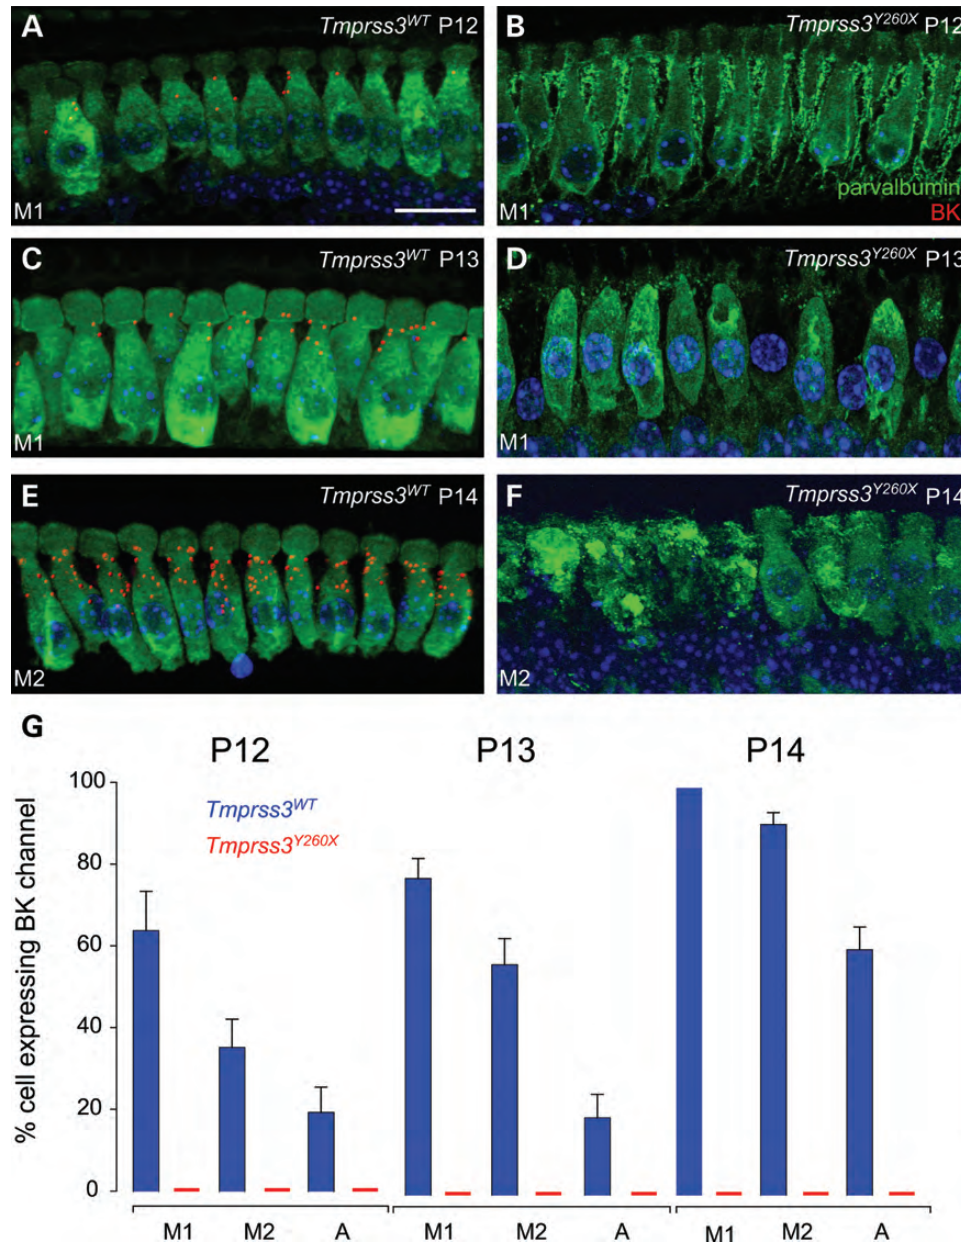 A Tmprss3WT P12
M1
B Tmprss3Y260X P12
parvalbumin
BK
M1
C Tmprss3WT P13
M1
D Tmprss3Y260X P13
M1
E Tmprss3WT P14
M2
F Tmprss3Y260X P14
M2
G
P12 P13 P14
% cell expressing BK channel
100
80
60
40
20
0
Tmprss3WT
Tmprss3Y260X
M1 M2 A M1 M2 A M1 M2 A